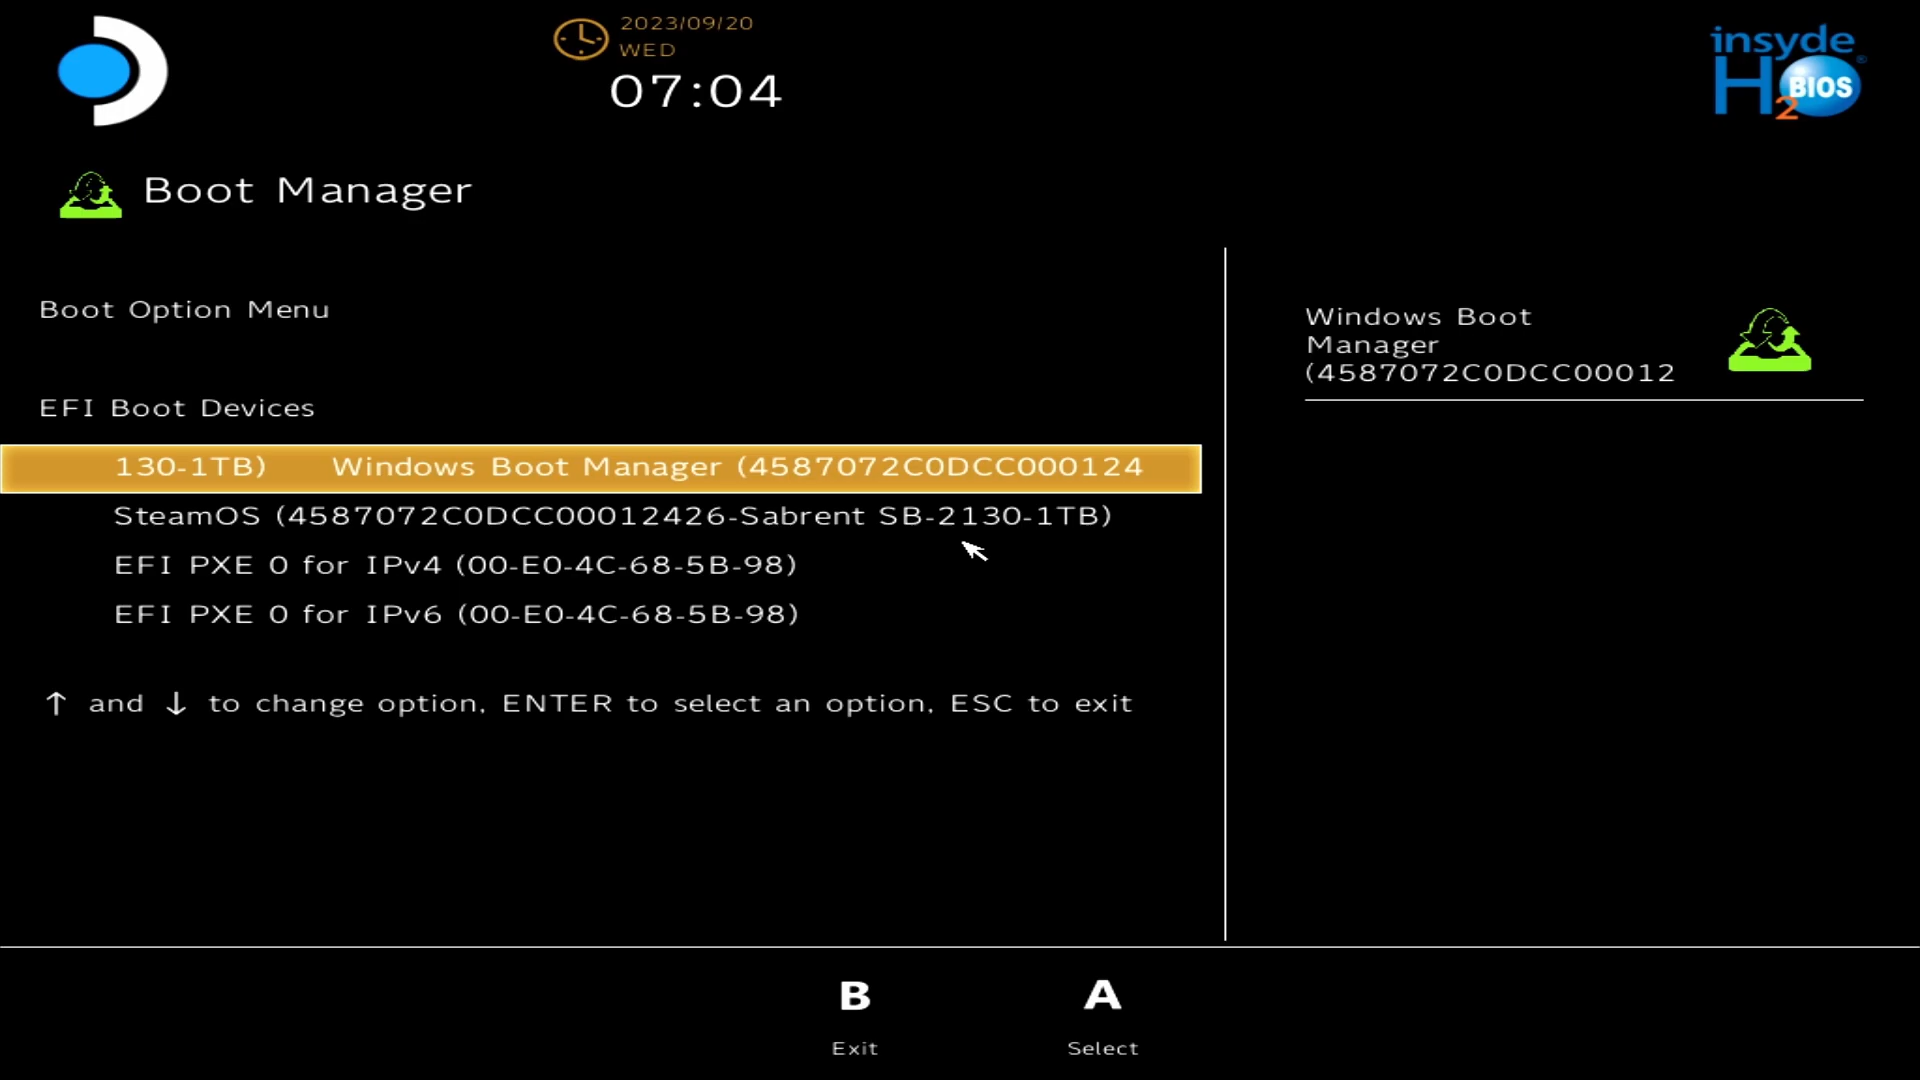 2023/09/20
WED
07:04
insyde
H2BIOS®
Boot Manager
Boot Option Menu
EFI Boot Devices
130-1TB) Windows Boot Manager (4587072C0DCC000124
SteamOS (4587072C0DCC00012426-Sabrent SB-2130-1TB)
EFI PXE 0 for IPv4 (00-E0-4C-68-5B-98)
EFI PXE 0 for IPv6 (00-E0-4C-68-5B-98)
↑ and ↓ to change option, ENTER to select an option, ESC to exit
Windows Boot
Manager
(4587072C0DCC00012
B
Exit
A
Select